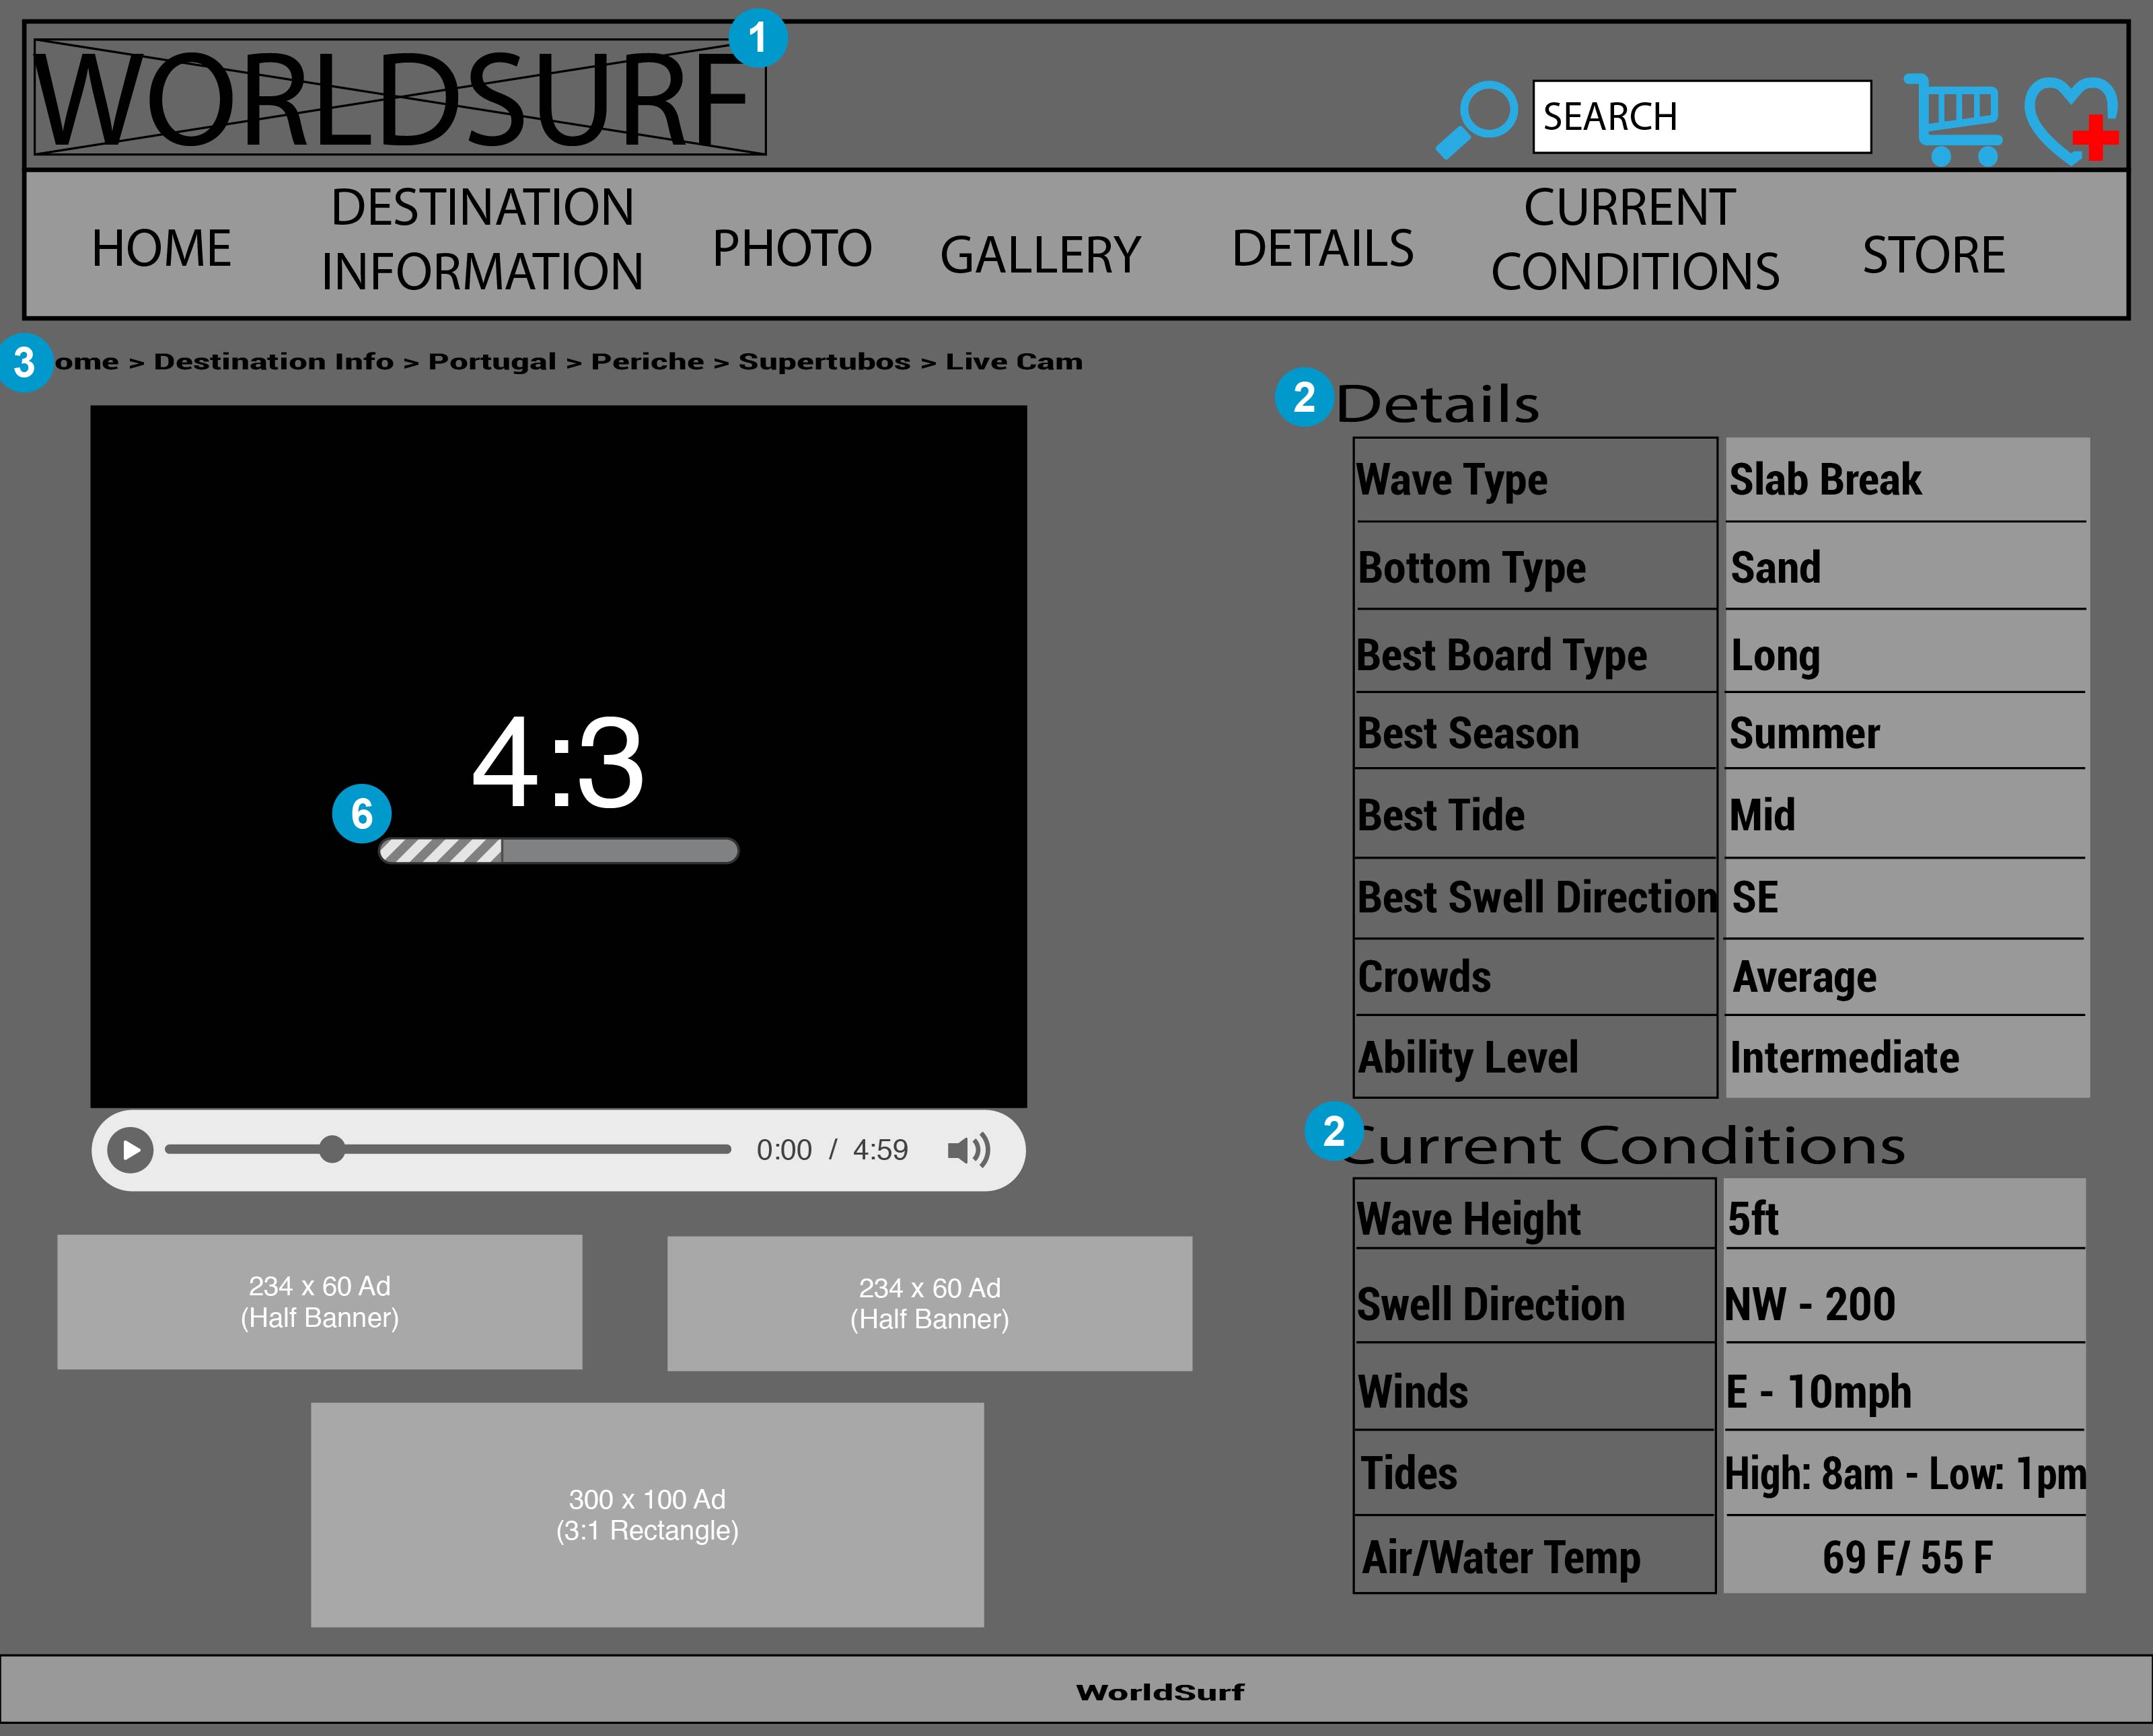 WORLDSURF
1
SEARCH
HOME
DESTINATION
INFORMATION
PHOTO
GALLERY
DETAILS
CURRENT
CONDITIONS
STORE
3
ome > Destination Info > Portugal > Periche > Supertubos > Live Cam
4:3
6
0:00 / 4:59
234 x 60 Ad
(Half Banner)
234 x 60 Ad
(Half Banner)
300 x 100 Ad
(3:1 Rectangle)
2
Details
Wave Type Slab Break
Bottom Type Sand
Best Board Type Long
Best Season Summer
Best Tide Mid
Best Swell Direction SE
Crowds Average
Ability Level Intermediate
2
Current Conditions
Wave Height 5ft
Swell Direction NW - 200
Winds E - 10mph
Tides High: 8am - Low: 1pm
Air/Water Temp 69 F/ 55 F
WorldSurf